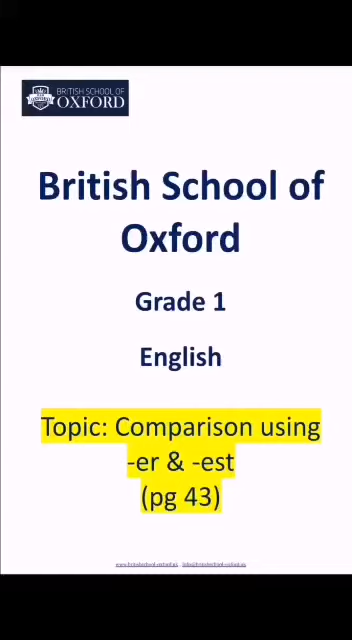 BRITISH SCHOOL OF
OXFORD
British School of
Oxford
Grade 1
English
Topic: Comparison using
-er & -est
(pg 43)